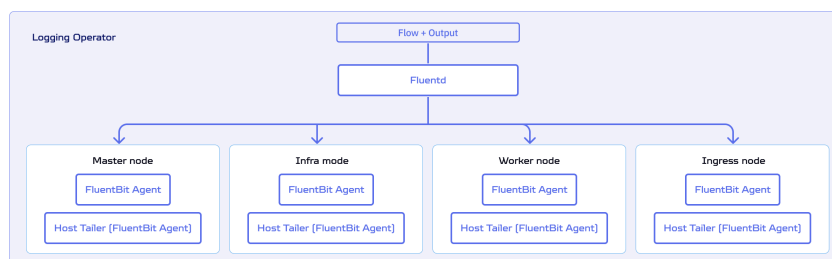 Logging Operator
Flow + Output
Fluentd
Master node
FluentBit Agent
Host Tailer [FluentBit Agent]
Infra mode
FluentBit Agent
Host Tailer [FluentBit Agent]
Worker node
FluentBit Agent
Host Tailer [FluentBit Agent]
Ingress node
FluentBit Agent
Host Tailer [FluentBit Agent]